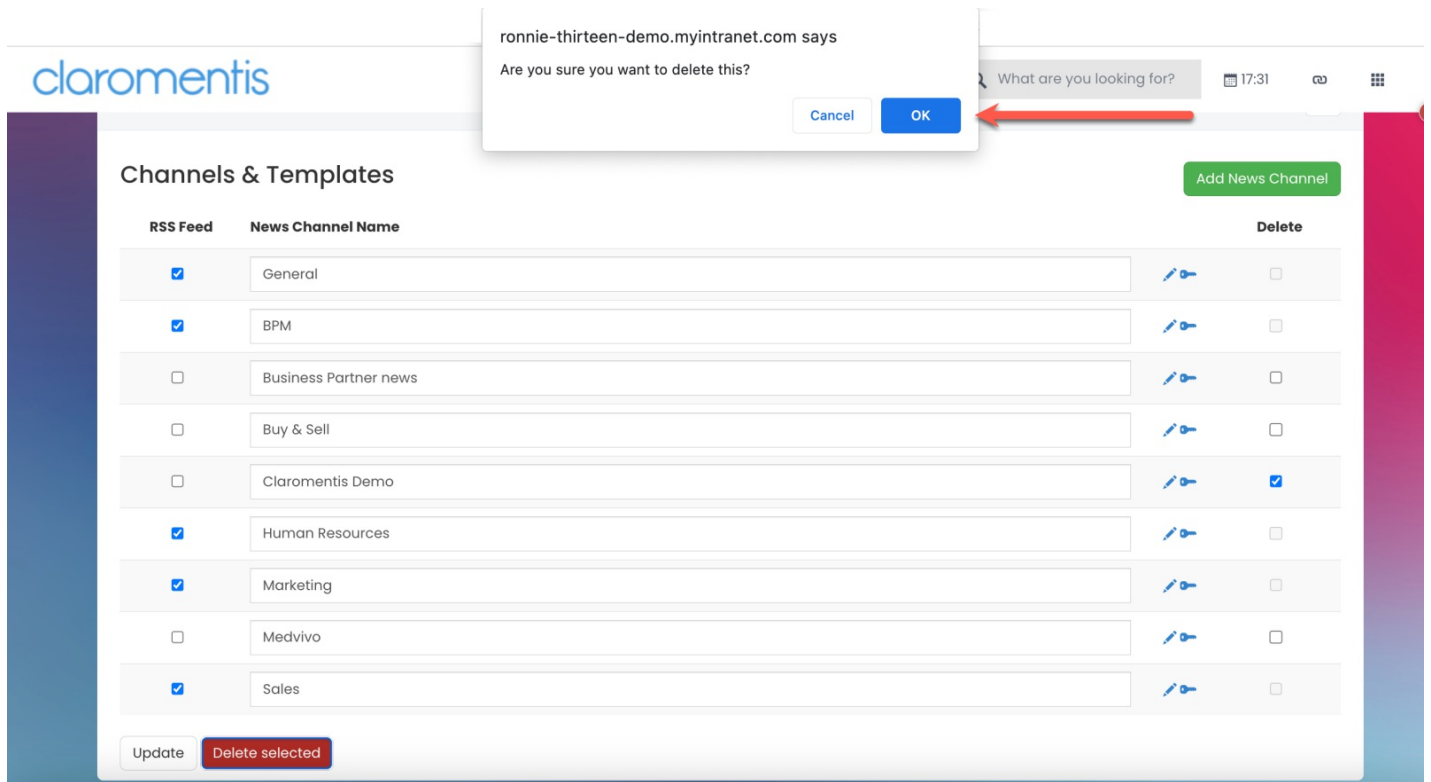 ronnie-thirteen-demo.myintranet.com says
Are you sure you want to delete this?
Cancel OK
claromentis
What are you looking for? 17:31
Channels & Templates
Add News Channel
RSS Feed News Channel Name Delete
General
BPM
Business Partner news
Buy & Sell
Claromentis Demo
Human Resources
Marketing
Medvivo
Sales
Update Delete selected